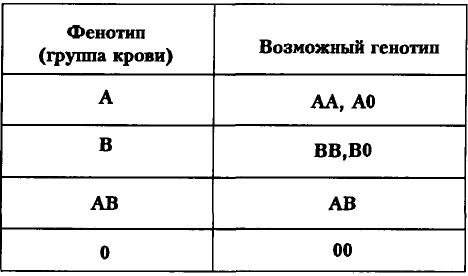 Фенотип
(группа крови)
Возможный генотип
А
АА, А0
В
ВВ,В0
АВ
АВ
0
00